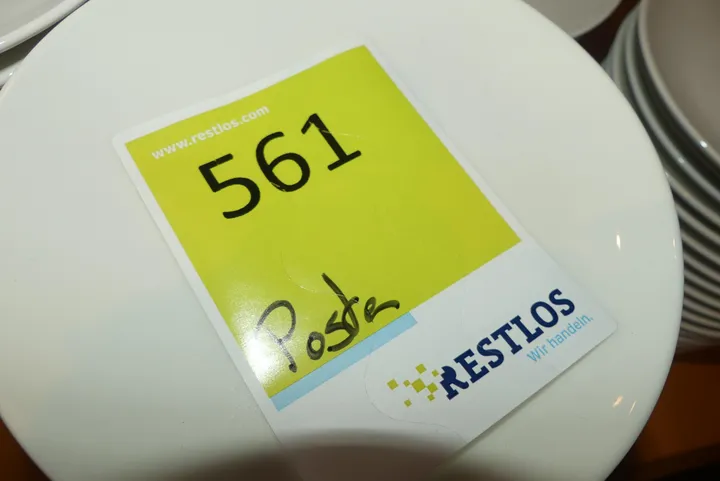 www.restlos.com
561
Posten
RESTLOS
Wir handeln.